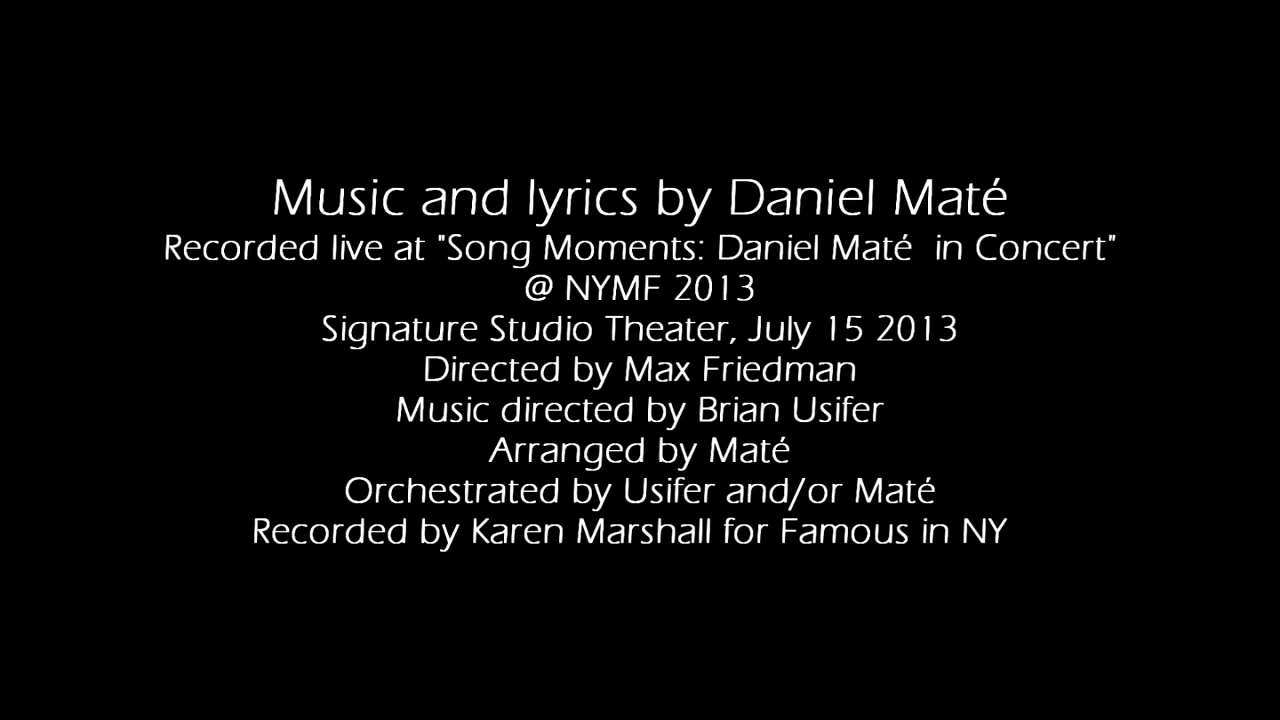 Music and lyrics by Daniel Maté
Recorded live at "Song Moments: Daniel Maté  in Concert"
@ NYMF 2013
Signature Studio Theater, July 15 2013
Directed by Max Friedman
Music directed by Brian Usifer
Arranged by Maté
Orchestrated by Usifer and/or Maté
Recorded by Karen Marshall for Famous in NY